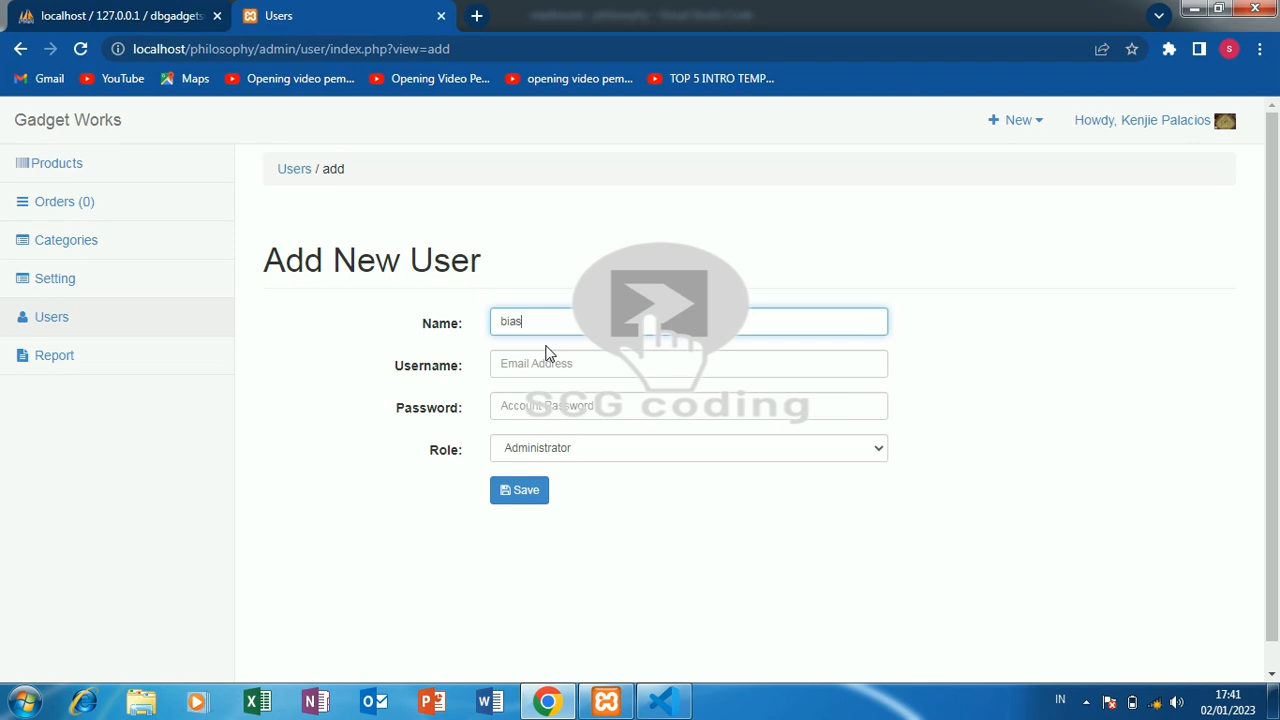 localhost / 127.0.0.1 / dbgadgets
Users
localhost/philosophy/admin/user/index.php?view=add
S
Gmail
YouTube
Maps
Opening video pem...
Opening Video Pe...
opening video pem...
TOP 5 INTRO TEMP...
Gadget Works
New
Howdy, Kenjie Palacios
Products
Orders (0)
Categories
Setting
Users
Report
Users / add
Add New User
Name:
bias
Username:
Email Address
Password:
Account Password
SCG coding
Role:
Administrator
Save
IN
17:41
02/01/2023